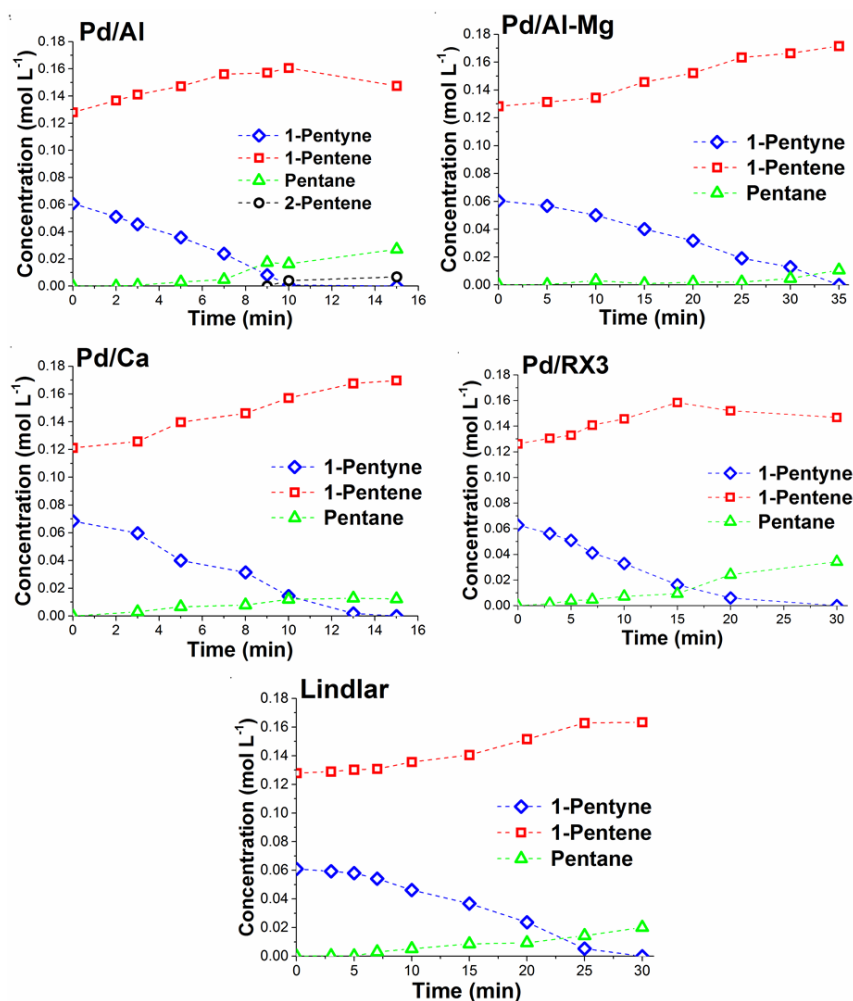 Pd/Al
Concentration (mol L⁻¹)
0.18
0.16
0.14
0.12
0.10
0.08
0.06
0.04
0.02
0.00
1-Pentyne
1-Pentene
Pentane
2-Pentene
0 2 4 6 8 10 12 14 16
Time (min)
Pd/Al-Mg
Concentration (mol L⁻¹)
0.18
0.16
0.14
0.12
0.10
0.08
0.06
0.04
0.02
0.00
1-Pentyne
1-Pentene
Pentane
0 5 10 15 20 25 30 35
Time (min)
Pd/Ca
Concentration (mol L⁻¹)
0.18
0.16
0.14
0.12
0.10
0.08
0.06
0.04
0.02
0.00
1-Pentyne
1-Pentene
Pentane
0 2 4 6 8 10 12 14 16
Time (min)
Pd/RX3
Concentration (mol L⁻¹)
0.18
0.16
0.14
0.12
0.10
0.08
0.06
0.04
0.02
0.00
1-Pentyne
1-Pentene
Pentane
0 5 10 15 20 25 30
Time (min)
Lindlar
Concentration (mol L⁻¹)
0.18
0.16
0.14
0.12
0.10
0.08
0.06
0.04
0.02
0.00
1-Pentyne
1-Pentene
Pentane
0 5 10 15 20 25 30
Time (min)